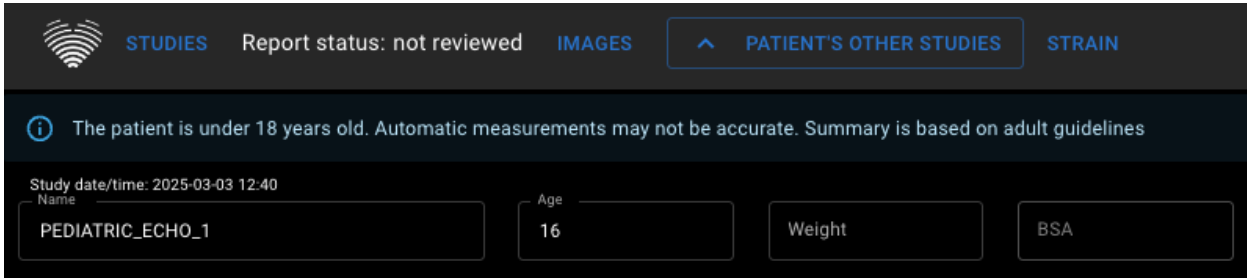 STUDIES Report status: not reviewed IMAGES PATIENT'S OTHER STUDIES STRAIN
The patient is under 18 years old. Automatic measurements may not be accurate. Summary is based on adult guidelines
Study date/time: 2025-03-03 12:40
Name Age
PEDIATRIC_ECHO_1 16 Weight BSA